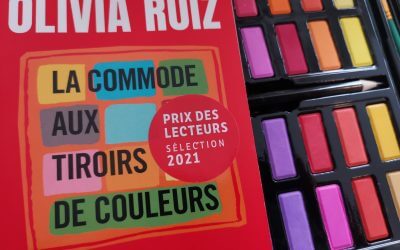 OLIVIA RUIZ
LA COMMODE
AUX
TIROIRS
DE COULEURS
PRIX DES
LECTEURS
SÉLECTION
2021